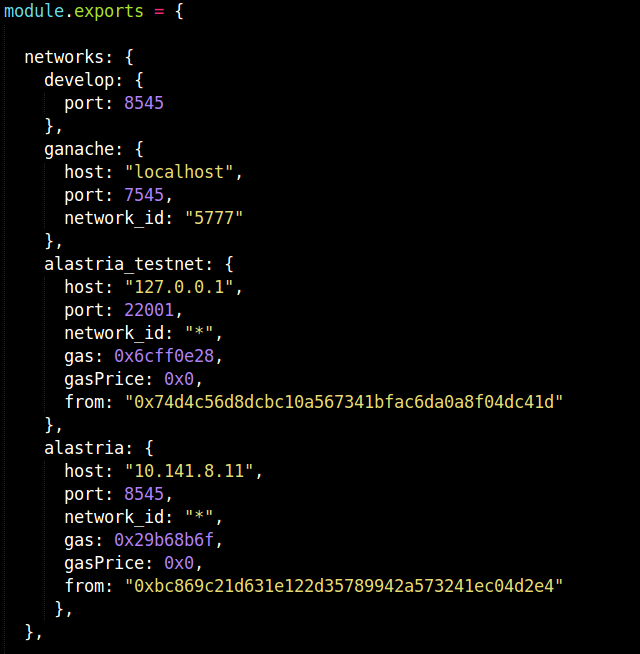 module.exports = {
networks: {
develop: {
port: 8545
},
ganache: {
host: "localhost",
port: 7545,
network_id: "5777"
},
alastria_testnet: {
host: "127.0.0.1",
port: 22001,
network_id: "*",
gas: 0x6cff0e28,
gasPrice: 0x0,
from: "0x74d4c56d8dcbc10a567341bfac6da0a8f04dc41d"
},
alastria: {
host: "10.141.8.11",
port: 8545,
network_id: "*",
gas: 0x29b68b6f,
gasPrice: 0x0,
from: "0xbc869c21d631e122d35789942a573241ec04d2e4"
},
},